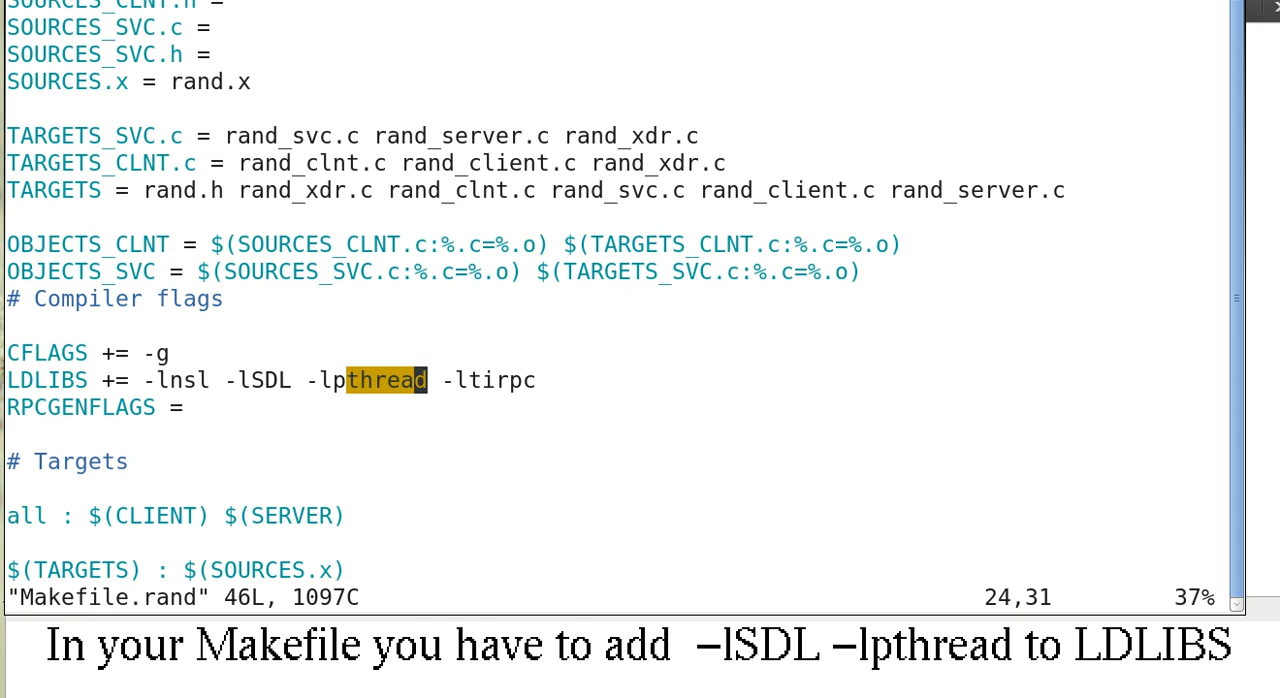 SOURCES_CLNT.h =
SOURCES_SVC.c =
SOURCES_SVC.h =
SOURCES.x = rand.x
TARGETS_SVC.c = rand_svc.c rand_server.c rand_xdr.c
TARGETS_CLNT.c = rand_clnt.c rand_client.c rand_xdr.c
TARGETS = rand.h rand_xdr.c rand_clnt.c rand_svc.c rand_client.c rand_server.c
OBJECTS_CLNT = $(SOURCES_CLNT.c:%.c=%.o) $(TARGETS_CLNT.c:%.c=%.o)
OBJECTS_SVC = $(SOURCES_SVC.c:%.c=%.o) $(TARGETS_SVC.c:%.c=%.o)
# Compiler flags
CFLAGS += -g
LDLIBS += -lnsl -lSDL -lpthread -ltirpc
RPCGENFLAGS =
# Targets
all : $(CLIENT) $(SERVER)
$(TARGETS) : $(SOURCES.x)
"Makefile.rand" 46L, 1097C 24,31 37%
In your Makefile you have to add –lSDL –lpthread to LDLIBS